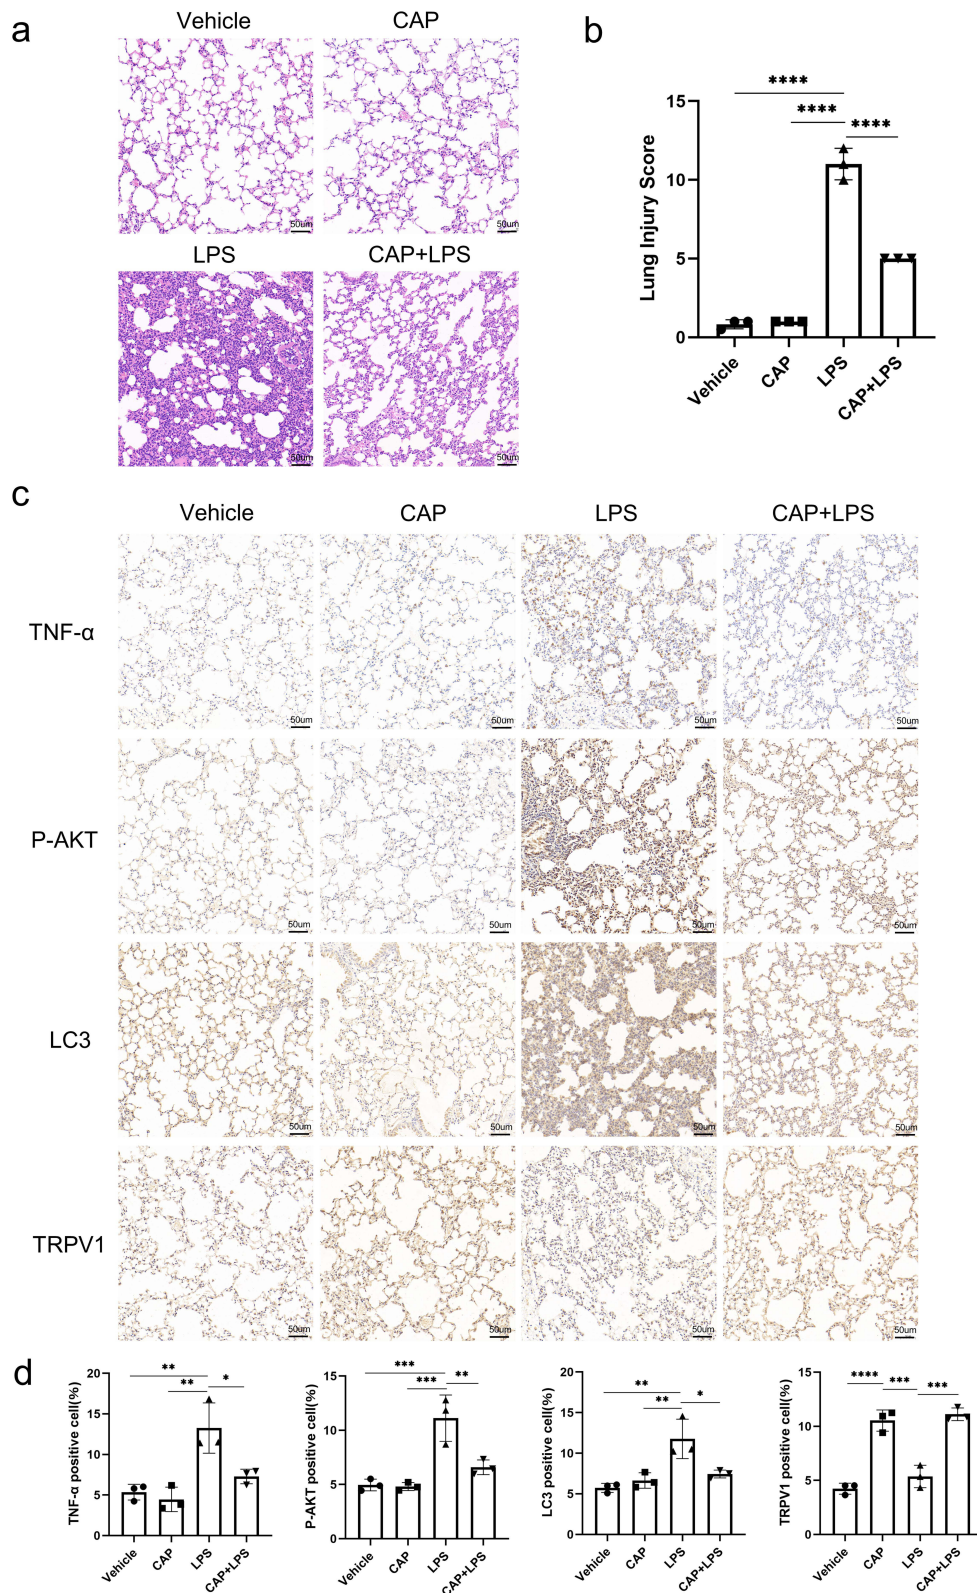 a
Vehicle CAP
50um 50um
LPS CAP+LPS
50um 50um
b
**** 
**** ****
Lung Injury Score
15
10
5
0
Vehicle CAP LPS CAP+LPS
c
Vehicle CAP LPS CAP+LPS
TNF-α
50um 50um 50um 50um
P-AKT
50um 50um 50um 50um
LC3
50um 50um 50um 50um
TRPV1
50um 50um 50um 50um
d
TNF-α positive cell(%)
20
15
10
5
0
**
** *
Vehicle CAP LPS CAP+LPS
P-AKT positive cell(%)
15
10
5
0
***
*** **
Vehicle CAP LPS CAP+LPS
LC3 positive cell(%)
20
15
10
5
0
**
** *
Vehicle CAP LPS CAP+LPS
TRPV1 positive cell(%)
15
10
5
0
**** *** ***
Vehicle CAP LPS CAP+LPS